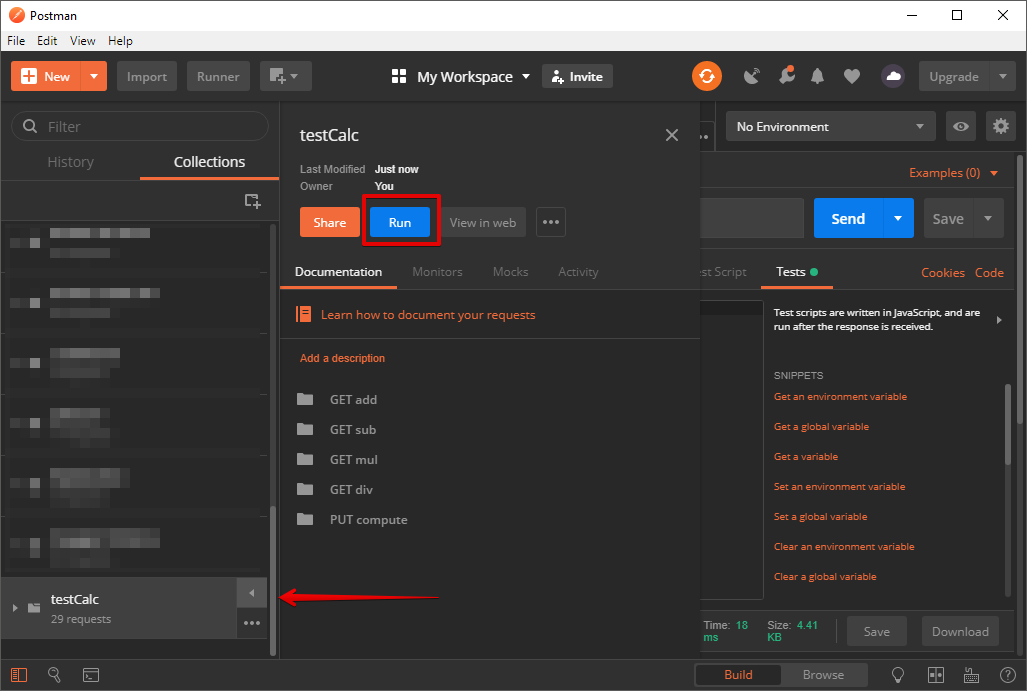 Postman
File Edit View Help
New Import Runner My Workspace Invite Upgrade
Filter
History Collections
testCalc
29 requests
testCalc
Last Modified Just now
Owner You
Share Run View in web
Documentation Monitors Mocks Activity
Learn how to document your requests
Add a description
GET add
GET sub
GET mul
GET div
PUT compute
No Environment
Examples (0)
Send Save
st Script Tests Cookies Code
Test scripts are written in JavaScript, and are
run after the response is received.
SNIPPETS
Get an environment variable
Get a global variable
Get a variable
Set an environment variable
Set a global variable
Clear an environment variable
Clear a global variable
Time: 18 ms
Size: 4.41 KB
Save Download
Build Browse